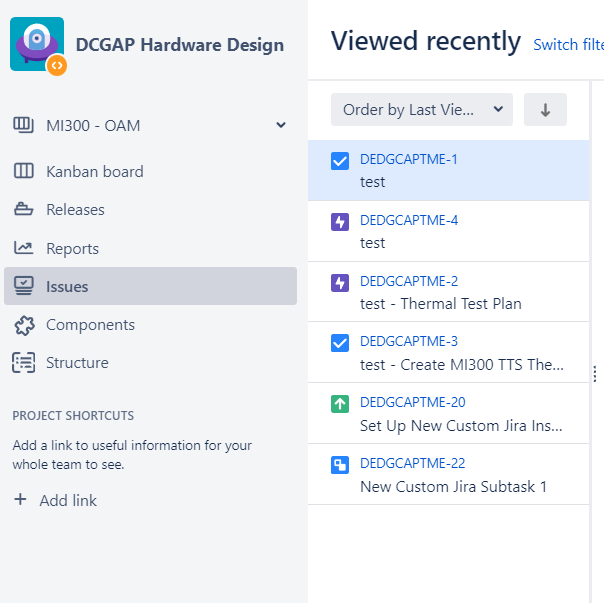 DCGAP Hardware Design
MI300 - OAM
Kanban board
Releases
Reports
Issues
Components
Structure
PROJECT SHORTCUTS
Add a link to useful information for your
whole team to see.
+ Add link
Viewed recently Switch filte
Order by Last Vie...
DEDGCAPTME-1
test
DEDGCAPTME-4
test
DEDGCAPTME-2
test - Thermal Test Plan
DEDGCAPTME-3
test - Create MI300 TTS The...
DEDGCAPTME-20
Set Up New Custom Jira Ins...
DEDGCAPTME-22
New Custom Jira Subtask 1